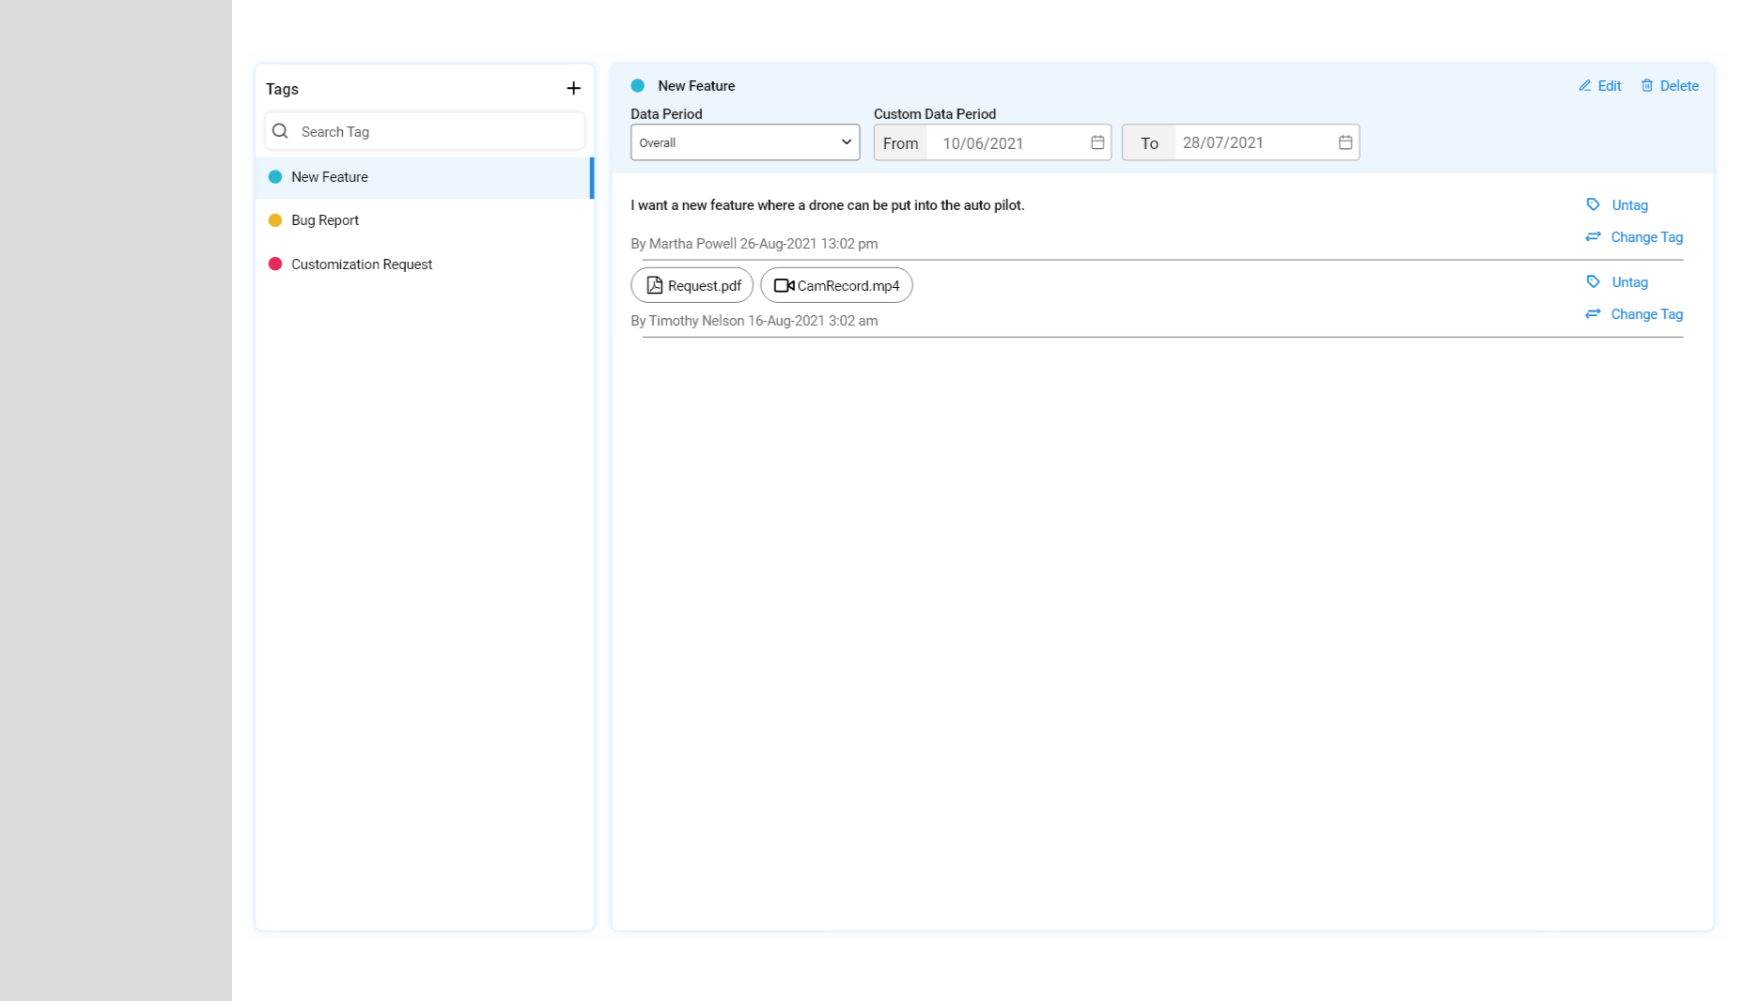 Tags
Search Tag
New Feature
Bug Report
Customization Request
New Feature
Edit Delete
Data Period
Custom Data Period
Overall
From 10/06/2021
To 28/07/2021
I want a new feature where a drone can be put into the auto pilot.
Untag
By Martha Powell 26-Aug-2021 13:02 pm
Change Tag
Request.pdf CamRecord.mp4
Untag
By Timothy Nelson 16-Aug-2021 3:02 am
Change Tag